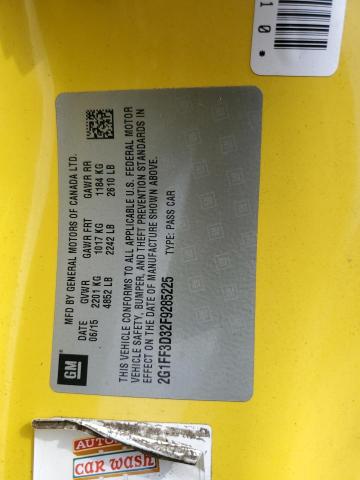 GM
MFD BY GENERAL MOTORS OF CANADA LTD.
DATE GVWR GAWR FRT GAWR RR
06/15 2201 KG 1017 KG 1184 KG
4852 LB 2242 LB 2610 LB
THIS VEHICLE CONFORMS TO ALL APPLICABLE U.S. FEDERAL MOTOR
VEHICLE SAFETY, BUMPER, AND THEFT PREVENTION STANDARDS IN
EFFECT ON THE DATE OF MANUFACTURE SHOWN ABOVE.
2G1FF3D32F9285225 TYPE: PASS CAR
10*
AUTO
CAR WASH